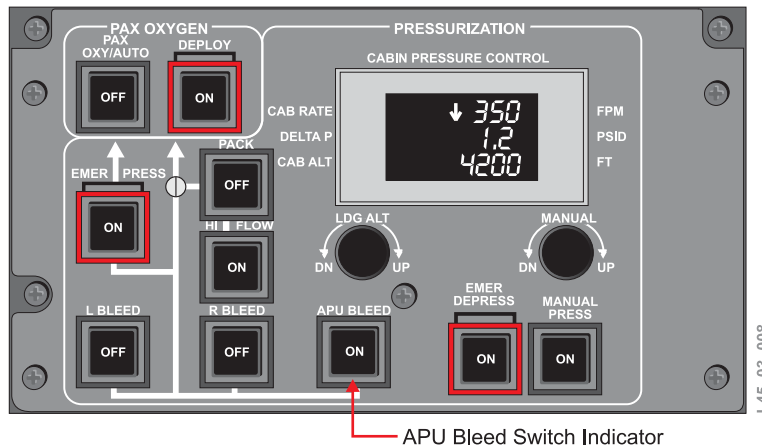 PAX OXYGEN
PRESSURIZATION
PAX
OXY/AUTO
DEPLOY
OFF
ON
CABIN PRESSURE CONTROL
CAB RATE
350
FPM
DELTA P
1.2
PSID
CAB ALT
4200
FT
EMER PRESS
ON
PACK
OFF
HI FLOW
ON
LDG ALT
DN
UP
MANUAL
DN
UP
L BLEED
OFF
R BLEED
OFF
APU BLEED
ON
EMER
DEPRESS
ON
MANUAL
PRESS
ON
APU Bleed Switch Indicator